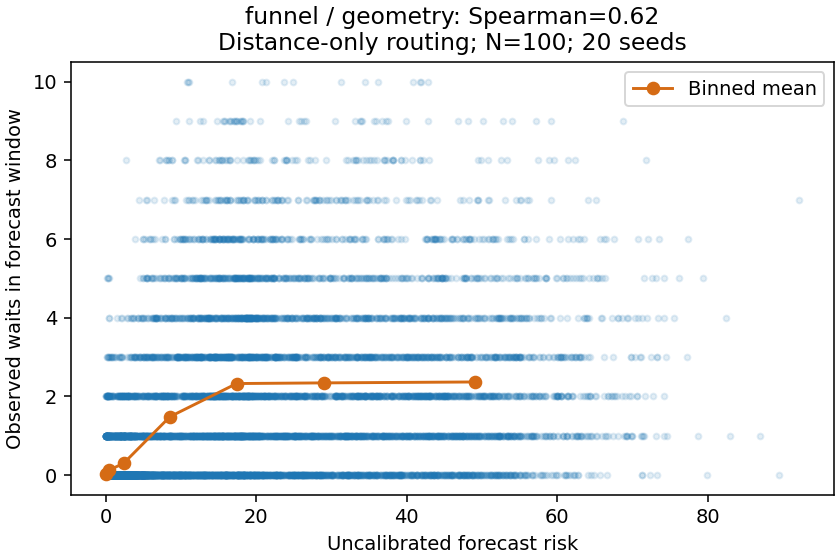 funnel / geometry: Spearman=0.62
Distance-only routing; N=100; 20 seeds
Binned mean
Observed waits in forecast window
10
8
6
4
2
0
0 20 40 60 80
Uncalibrated forecast risk